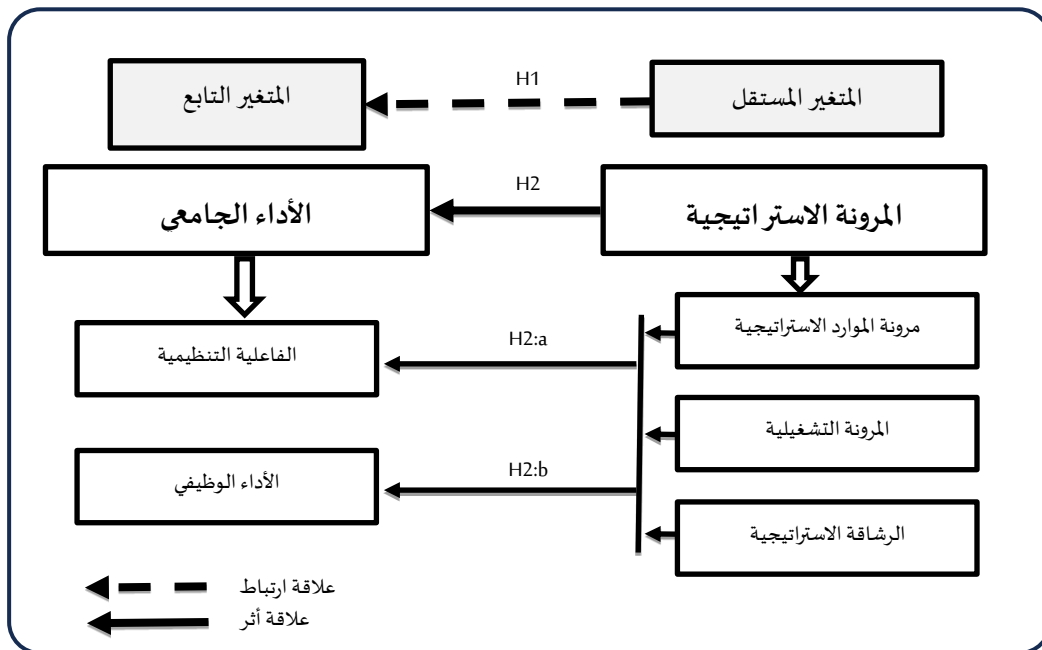 H1
المتغير المستقل
المتغير التابع
H2
المرونة الاستراتيجية
الأداء الجامعي
مرونة الموارد الاستراتيجية
H2:a
الفاعلية التنظيمية
المرونة التشغيلية
H2:b
الأداء الوظيفي
الرشاقة الاستراتيجية
علاقة ارتباط
علاقة أثر